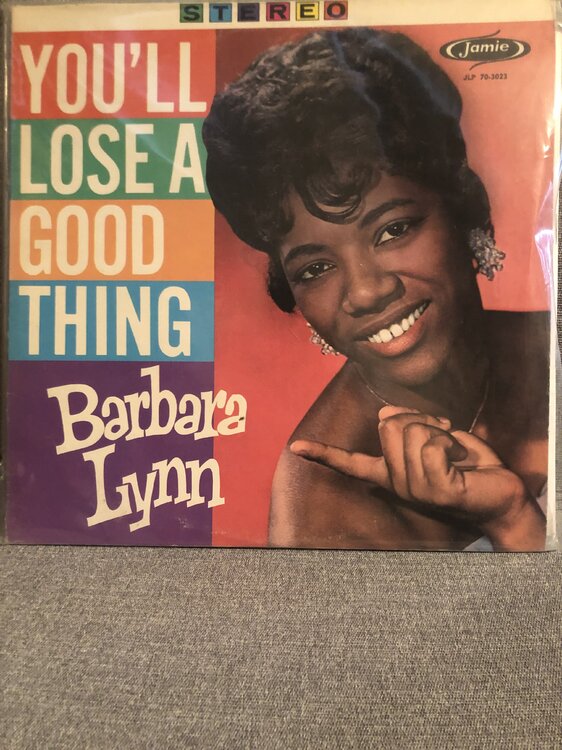 STEREO
Jamie
JLP 70-3023
YOU'LL
LOSE A
GOOD
THING
Barbara
Lynn